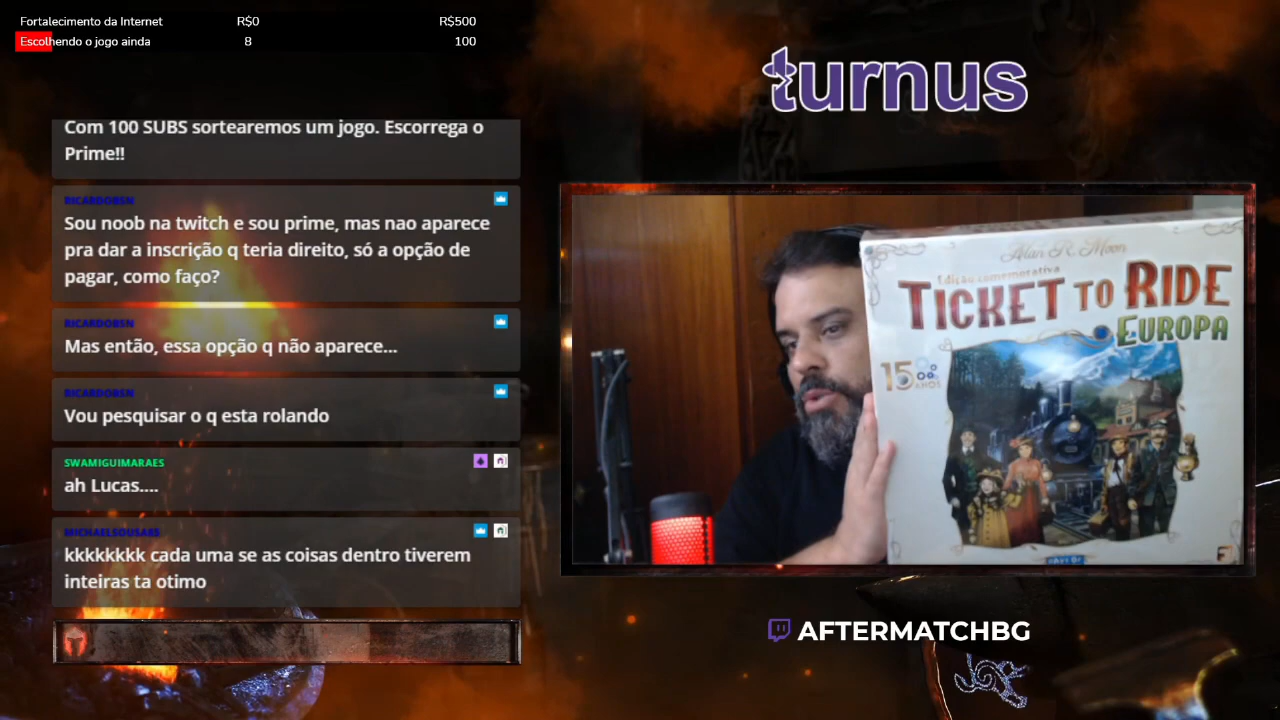 Fortalecimento da Internet R$0 R$500
Escolhendo o jogo ainda 8 100
turnus
Com 100 SUBS sortearemos um jogo. Escorrega o
Prime!!
RICARDOBSN
Sou noob na twitch e sou prime, mas nao aparece
pra dar a inscrição q teria direito, só a opção de
pagar, como faço?
RICARDOBSN
Mas então, essa opção q não aparece...
RICARDOBSN
Vou pesquisar o q esta rolando
SWAMIGUIMARAES
ah Lucas....
MICHAELSOUSA85
kkkkkkkk cada uma se as coisas dentro tiverem
inteiras ta otimo
Alan R. Moon
Edição comemorativa
TICKET TO RIDE
EUROPA
15 ANOS
DAYS OF
AFTERMATCHBG